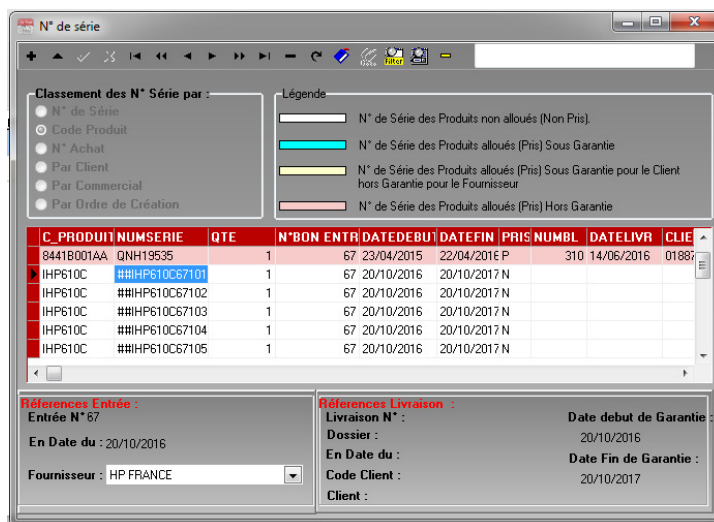 N° de série
Filter
Classement des N° Série par :
N° de Série
Code Produit
N° Achat
Par Client
Par Commercial
Par Ordre de Création
Légende
N° de Série des Produits non alloués (Non Pris).
N° de Série des Produits alloués (Pris) Sous Garantie
N° de Série des Produits alloués (Pris) Sous Garantie pour le Client
hors Garantie pour le Fournisseur
N° de Série des Produits alloués (Pris) Hors Garantie
C_PRODUIT NUMSERIE QTE N°BON ENTR DATEDEBUT DATEFIN PRIS NUMBL DATELIVR CLIE
8441B001AA QNH19535 1 67 23/04/2015 22/04/2016 P 310 14/06/2016 01887
IHP610C ##IHP610C67101 1 67 20/10/2016 20/10/2017 N
IHP610C ##IHP610C67102 1 67 20/10/2016 20/10/2017 N
IHP610C ##IHP610C67103 1 67 20/10/2016 20/10/2017 N
IHP610C ##IHP610C67104 1 67 20/10/2016 20/10/2017 N
IHP610C ##IHP610C67105 1 67 20/10/2016 20/10/2017 N
Réferences Entrée :
Entrée N° 67
En Date du : 20/10/2016
Fournisseur : HP FRANCE
Réferences Livraison :
Livraison N° :
Dossier :
En Date du :
Code Client :
Client :
Date debut de Garantie :
20/10/2016
Date Fin de Garantie :
20/10/2017